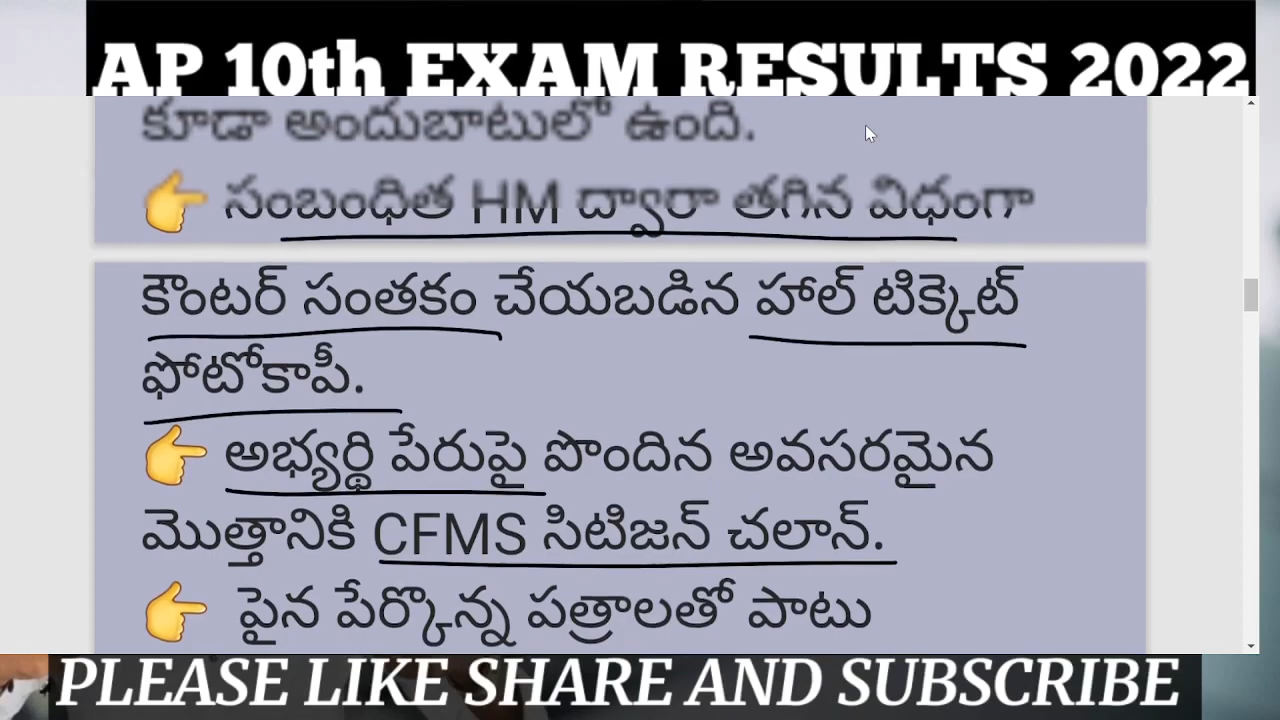 AP 10th EXAM RESULTS 2022
కూడా అందుబాటులో ఉంది.
👉 సంబంధిత HM ద్వారా తగిన విధంగా
కౌంటర్ సంతకం చేయబడిన హాల్ టిక్కెట్
ఫోటోకాపీ.
👉 అభ్యర్థి పేరుపై పొందిన అవసరమైన
మొత్తానికి CFMS సిటిజన్ చలాన్.
👉 పైన పేర్కొన్న పత్రాలతో పాటు
PLEASE LIKE SHARE AND SUBSCRIBE